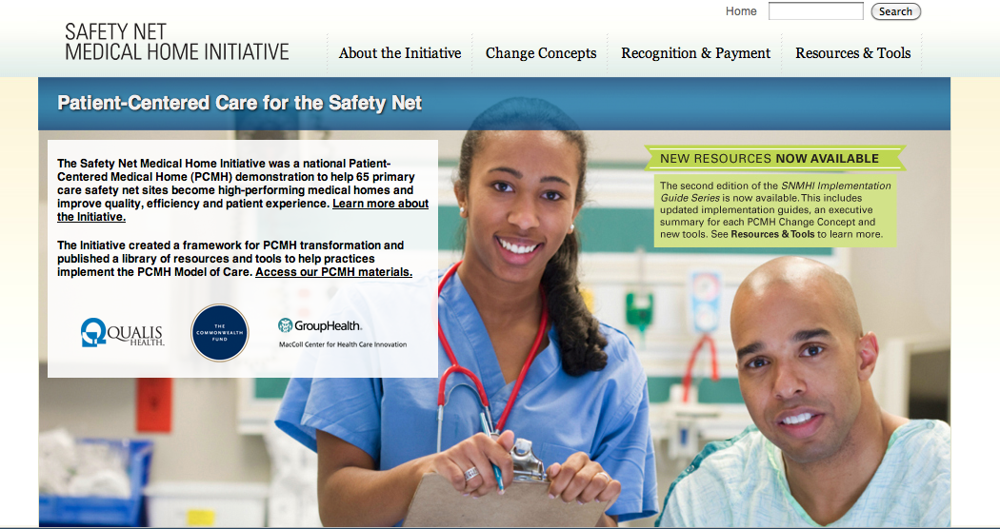 Home
Search
SAFETY NET
MEDICAL HOME INITIATIVE
About the Initiative
Change Concepts
Recognition & Payment
Resources & Tools
Patient-Centered Care for the Safety Net
The Safety Net Medical Home Initiative was a national Patient-
Centered Medical Home (PCMH) demonstration to help 65 primary
care safety net sites become high-performing medical homes and
improve quality, efficiency and patient experience. Learn more about
the Initiative.
The Initiative created a framework for PCMH transformation and
published a library of resources and tools to help practices
implement the PCMH Model of Care. Access our PCMH materials.
QUALIS
HEALTH.
THE
COMMONWEALTH
FUND
GroupHealth®
MacColl Center for Health Care Innovation
NEW RESOURCES NOW AVAILABLE
The second edition of the SNMHI Implementation
Guide Series is now available. This includes
updated implementation guides, an executive
summary for each PCMH Change Concept and
new tools. See Resources & Tools to learn more.